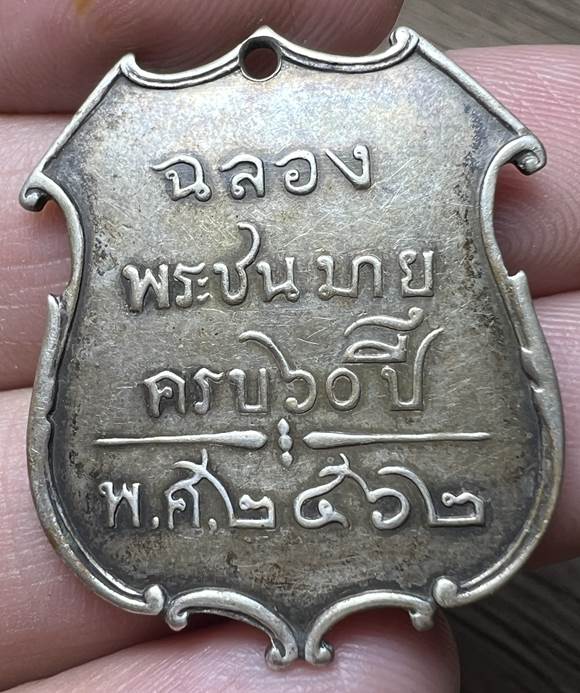 ฉลอง
พระชนมายุ
ครบ๖๐ปี
พ.ศ.๒๔๖๒